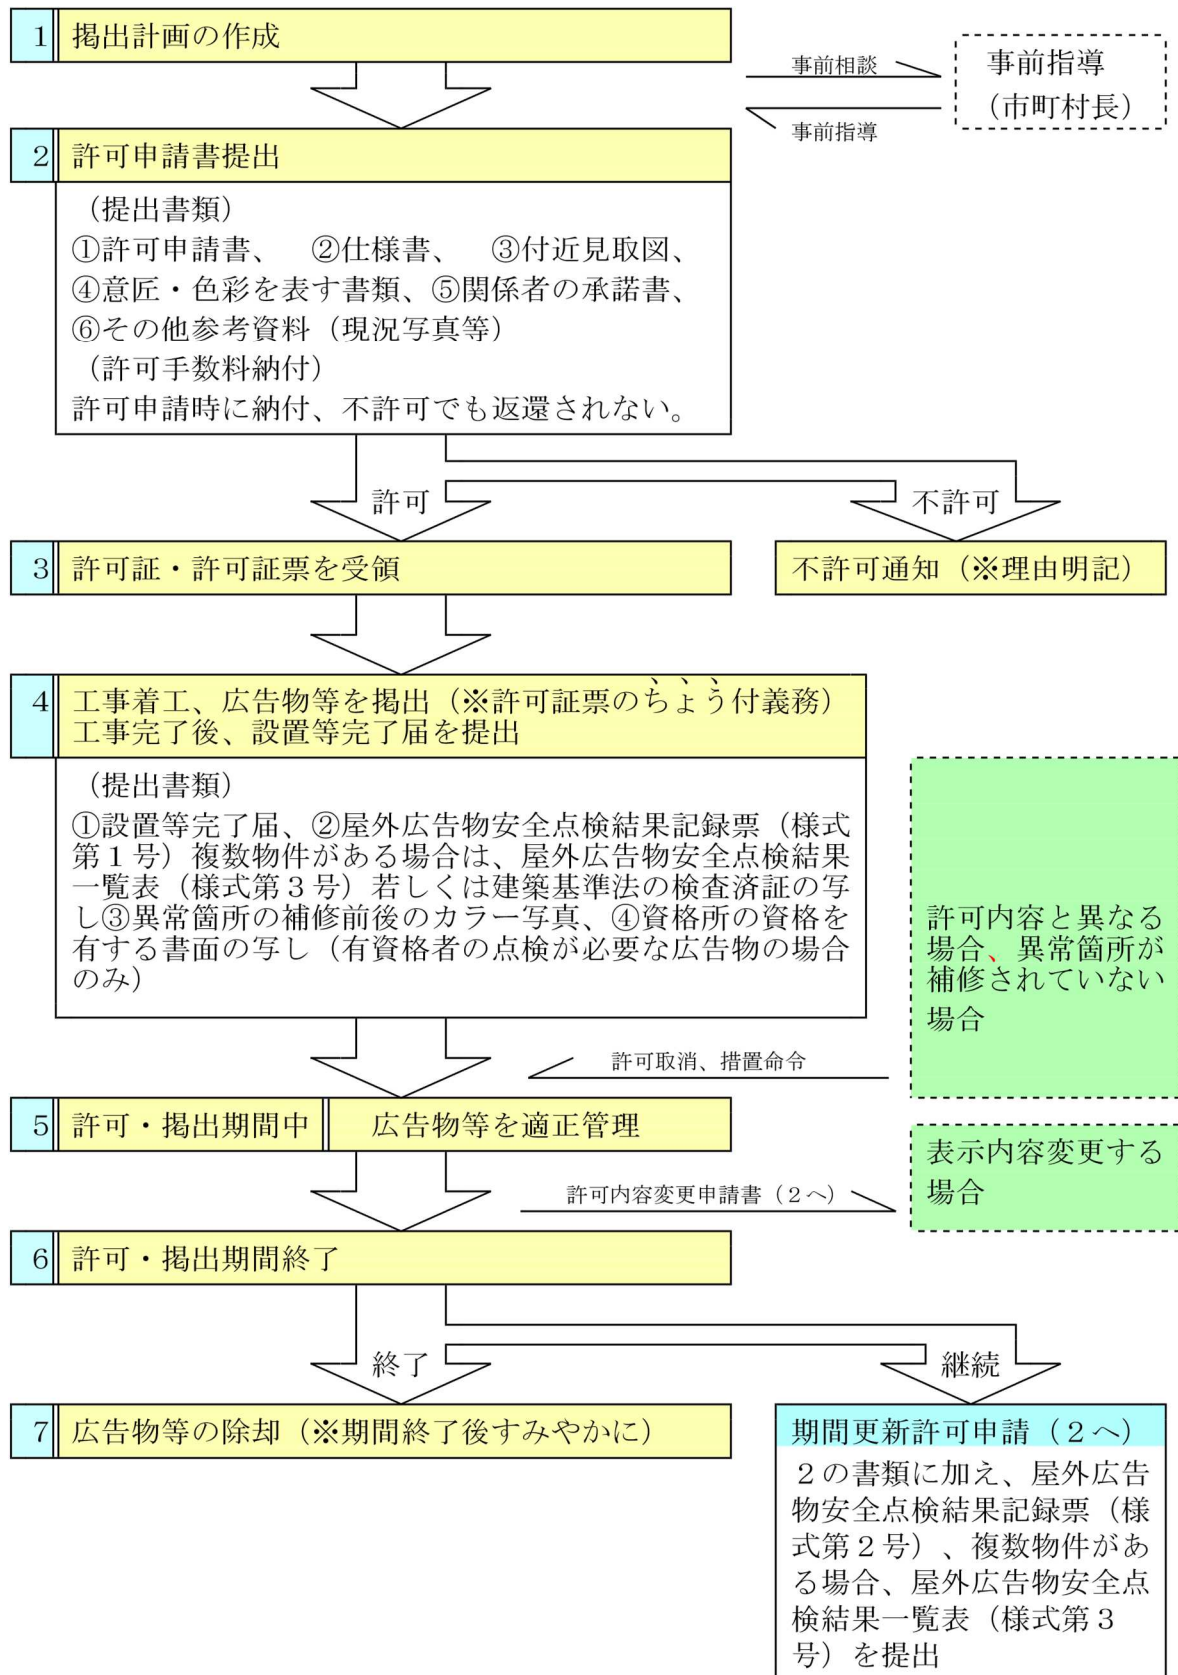 1 掲出計画の作成
事前相談
事前指導
(市町村長)
事前指導
2 許可申請書提出
(提出書類)
①許可申請書、 ②仕様書、 ③付近見取図、
④意匠・色彩を表す書類、⑤関係者の承諾書、
⑥その他参考資料(現況写真等)
(許可手数料納付)
許可申請時に納付、不許可でも返還されない。
許可
不許可
3 許可証・許可証票を受領
不許可通知(※理由明記)
4 工事着工、広告物等を掲出(※許可証票のちょう付義務)
工事完了後、設置等完了届を提出
(提出書類)
①設置等完了届、②屋外広告物安全点検結果記録票(様式
第1号)複数物件がある場合は、屋外広告物安全点検結果
一覧表(様式第3号)若しくは建築基準法の検査済証の写
し③異常箇所の補修前後のカラー写真、④資格所の資格を
有する書面の写し(有資格者の点検が必要な広告物の場合
のみ)
許可内容と異なる
場合、異常箇所が
補修されていない
場合
許可取消、措置命令
5 許可・掲出期間中 広告物等を適正管理
表示内容変更する
場合
許可内容変更申請書(2へ)
6 許可・掲出期間終了
終了
継続
7 広告物等の除却(※期間終了後すみやかに)
期間更新許可申請(2へ)
2の書類に加え、屋外広告
物安全点検結果記録票(様
式第2号)、複数物件があ
る場合、屋外広告物安全点
検結果一覧表(様式第3
号)を提出